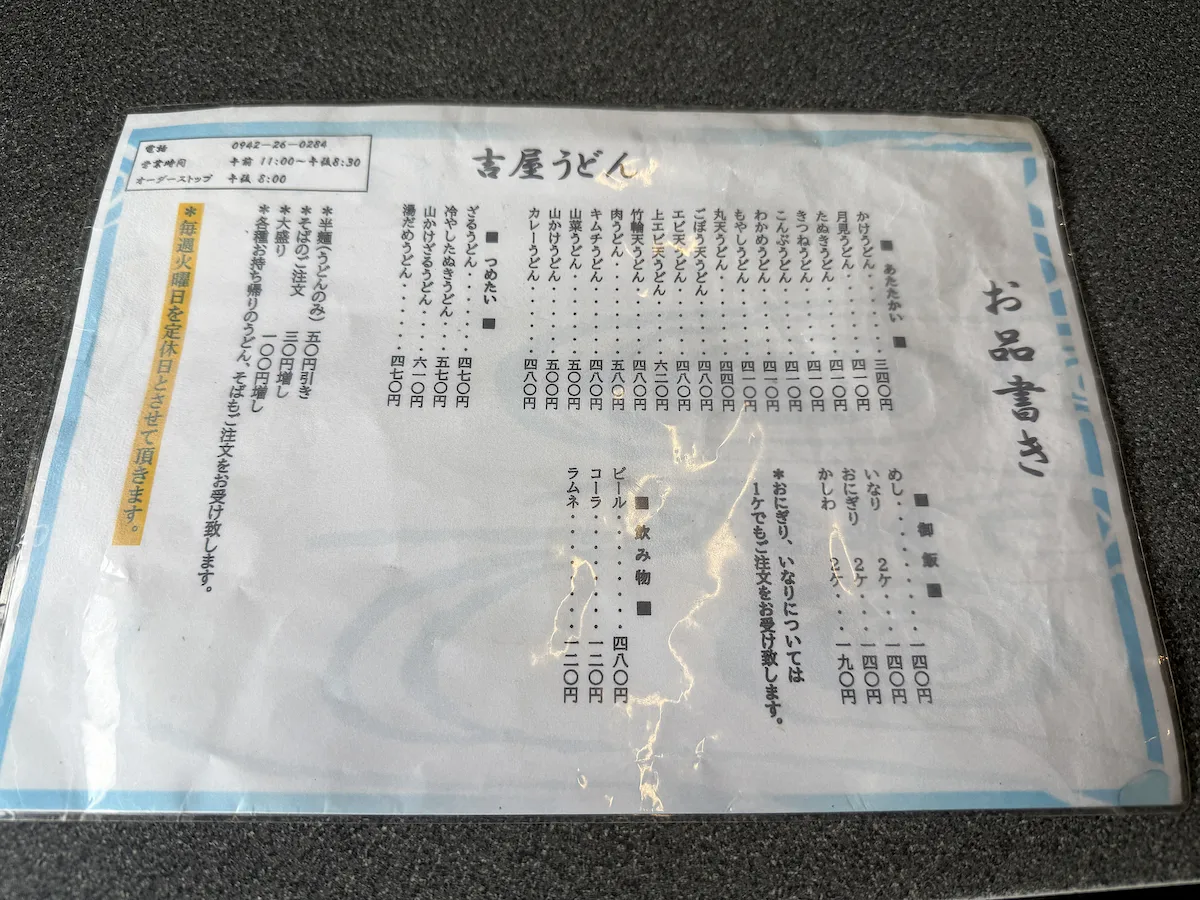 お品書き
吉屋うどん
■ あたたかい ■
かけうどん・・・・・・三四〇円
月見うどん・・・・・・四一〇円
たぬきうどん・・・・・四一〇円
きつねうどん・・・・・四一〇円
こんぶうどん・・・・・四一〇円
わかめうどん・・・・・四一〇円
もやしうどん・・・・・四一〇円
丸天うどん・・・・・・四四〇円
ごぼう天うどん・・・・四八〇円
エビ天うどん・・・・・四八〇円
上エビ天うどん・・・・六二〇円
竹輪天うどん・・・・・四八〇円
肉うどん・・・・・・・五八〇円
キムチうどん・・・・・四八〇円
山菜うどん・・・・・・五〇〇円
山かけうどん・・・・・五〇〇円
カレーうどん・・・・・四八〇円
■ つめたい ■
ざるうどん・・・・・・四七〇円
冷やしたぬきうどん・・五七〇円
山かけざるうどん・・・六一〇円
湯だめうどん・・・・・四七〇円
■ 御飯 ■
めし・・・・・・・・・一四〇円
いなり 2ケ・・・一四〇円
おにぎり 2ケ・・・一四〇円
かしわ 2ケ・・・一九〇円
*おにぎり、いなりについては
1ケでもご注文をお受け致します。
■ 飲み物 ■
ビール・・・・・・・・四八〇円
コーラ・・・・・・・・一二〇円
ラムネ・・・・・・・・一二〇円
*半麺(うどんのみ) 五〇円引き
*そばのご注文 三〇円増し
*大盛り 一〇〇円増し
*各種お持ち帰りのうどん、そばもご注文をお受け致します。
*毎週火曜日を定休日とさせて頂きます。
電話 0942-26-0284
営業時間 午前 11:00~午後8:30
オーダーストップ 午後 8:00